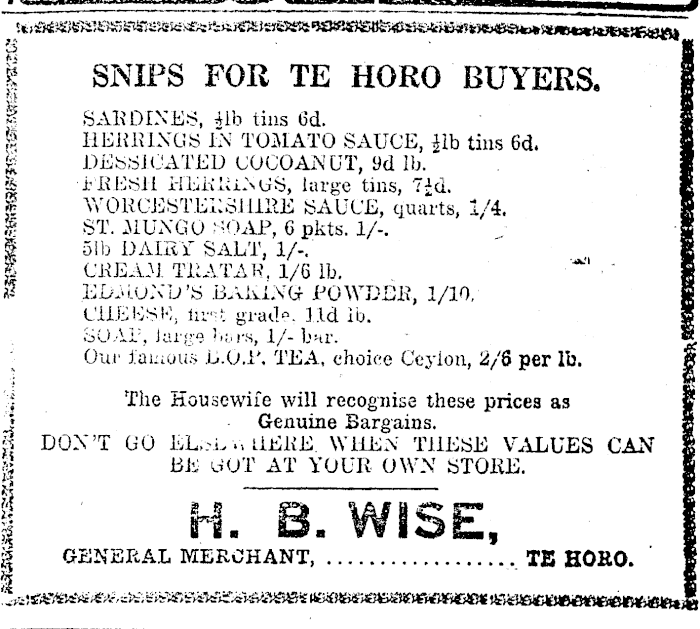 SNIPS FOR TE HORO BUYERS.
SARDINES, ½lb tins 6d.
HERRINGS IN TOMATO SAUCE, ½lb tins 6d.
DESSICATED COCOANUT, 9d lb.
FRESH HERRINGS, large tins, 7½d.
WORCESTERSHIRE SAUCE, quarts, 1/4.
ST. MUNGO SOAP, 6 pkts. 1/-.
5lb DAIRY SALT, 1/-.
CREAM TRATAR, 1/6 lb.
EDMOND'S BAKING POWDER, 1/10.
CHEESE, first grade, 11d lb.
SOAP, large bars, 1/- bar.
Our famous B.O.P. TEA, choice Ceylon, 2/6 per lb.
The Housewife will recognise these prices as
Genuine Bargains.
DON'T GO ELSEWHERE WHEN THESE VALUES CAN
BE GOT AT YOUR OWN STORE.
H. B. WISE,
GENERAL MERCHANT, .................. TE HORO.